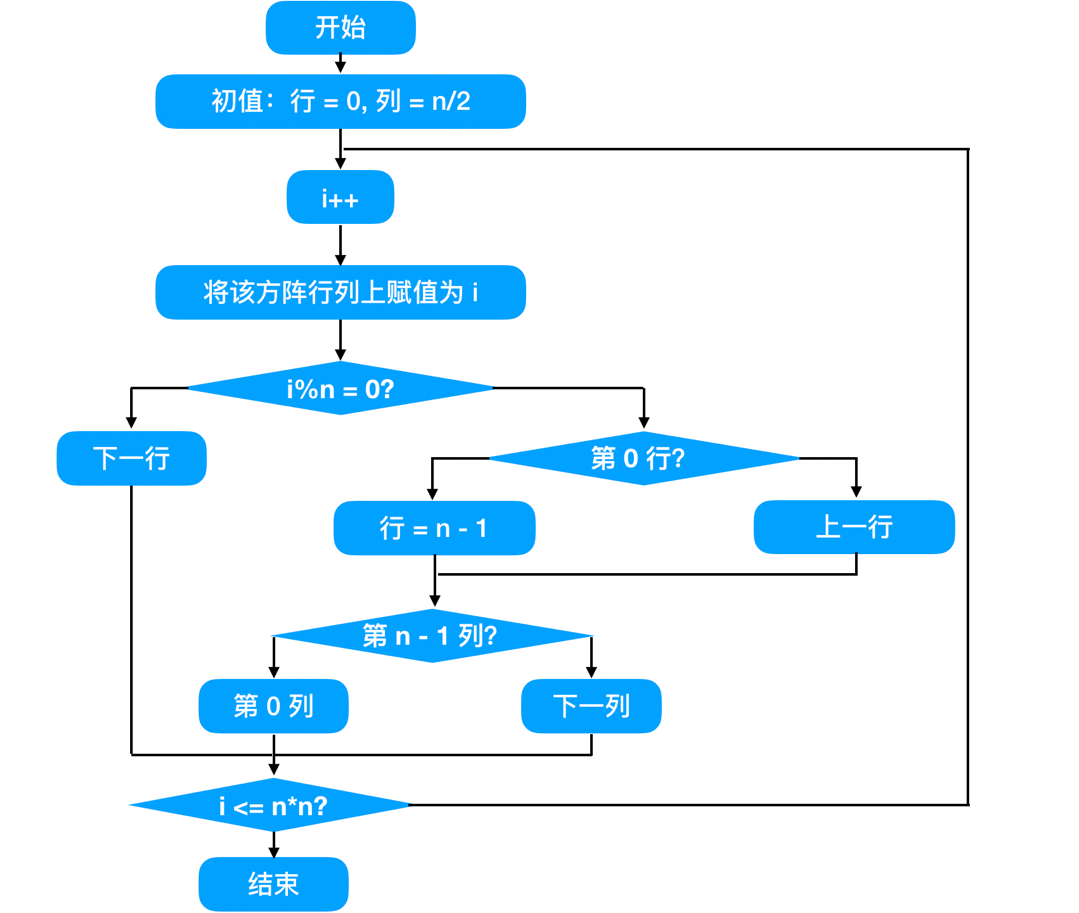 开始
初值：行 = 0, 列 = n/2
i++
将该方阵行列上赋值为 i
i%n = 0?
下一行
第 0 行?
行 = n - 1
上一行
第 n - 1 列?
第 0 列
下一列
i <= n*n?
结束